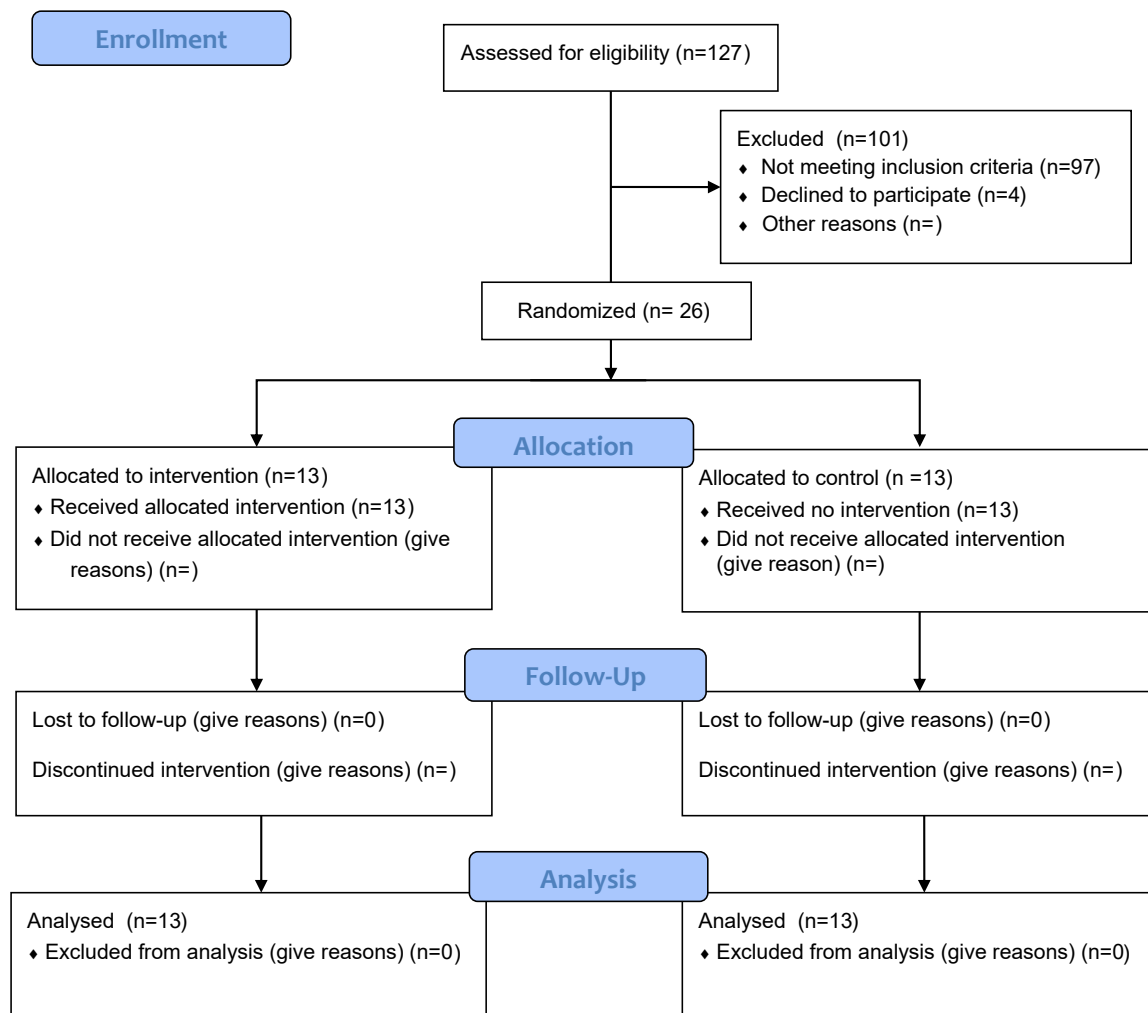 Enrollment
Assessed for eligibility (n=127)
Excluded (n=101)
♦ Not meeting inclusion criteria (n=97)
♦ Declined to participate (n=4)
♦ Other reasons (n=)
Randomized (n= 26)
Allocation
Allocated to intervention (n=13)
♦ Received allocated intervention (n=13)
♦ Did not receive allocated intervention (give
reasons) (n=)
Allocated to control (n =13)
♦ Received no intervention (n=13)
♦ Did not receive allocated intervention
(give reason) (n=)
Follow-Up
Lost to follow-up (give reasons) (n=0)
Discontinued intervention (give reasons) (n=)
Lost to follow-up (give reasons) (n=0)
Discontinued intervention (give reasons) (n=)
Analysis
Analysed (n=13)
♦ Excluded from analysis (give reasons) (n=0)
Analysed (n=13)
♦ Excluded from analysis (give reasons) (n=0)